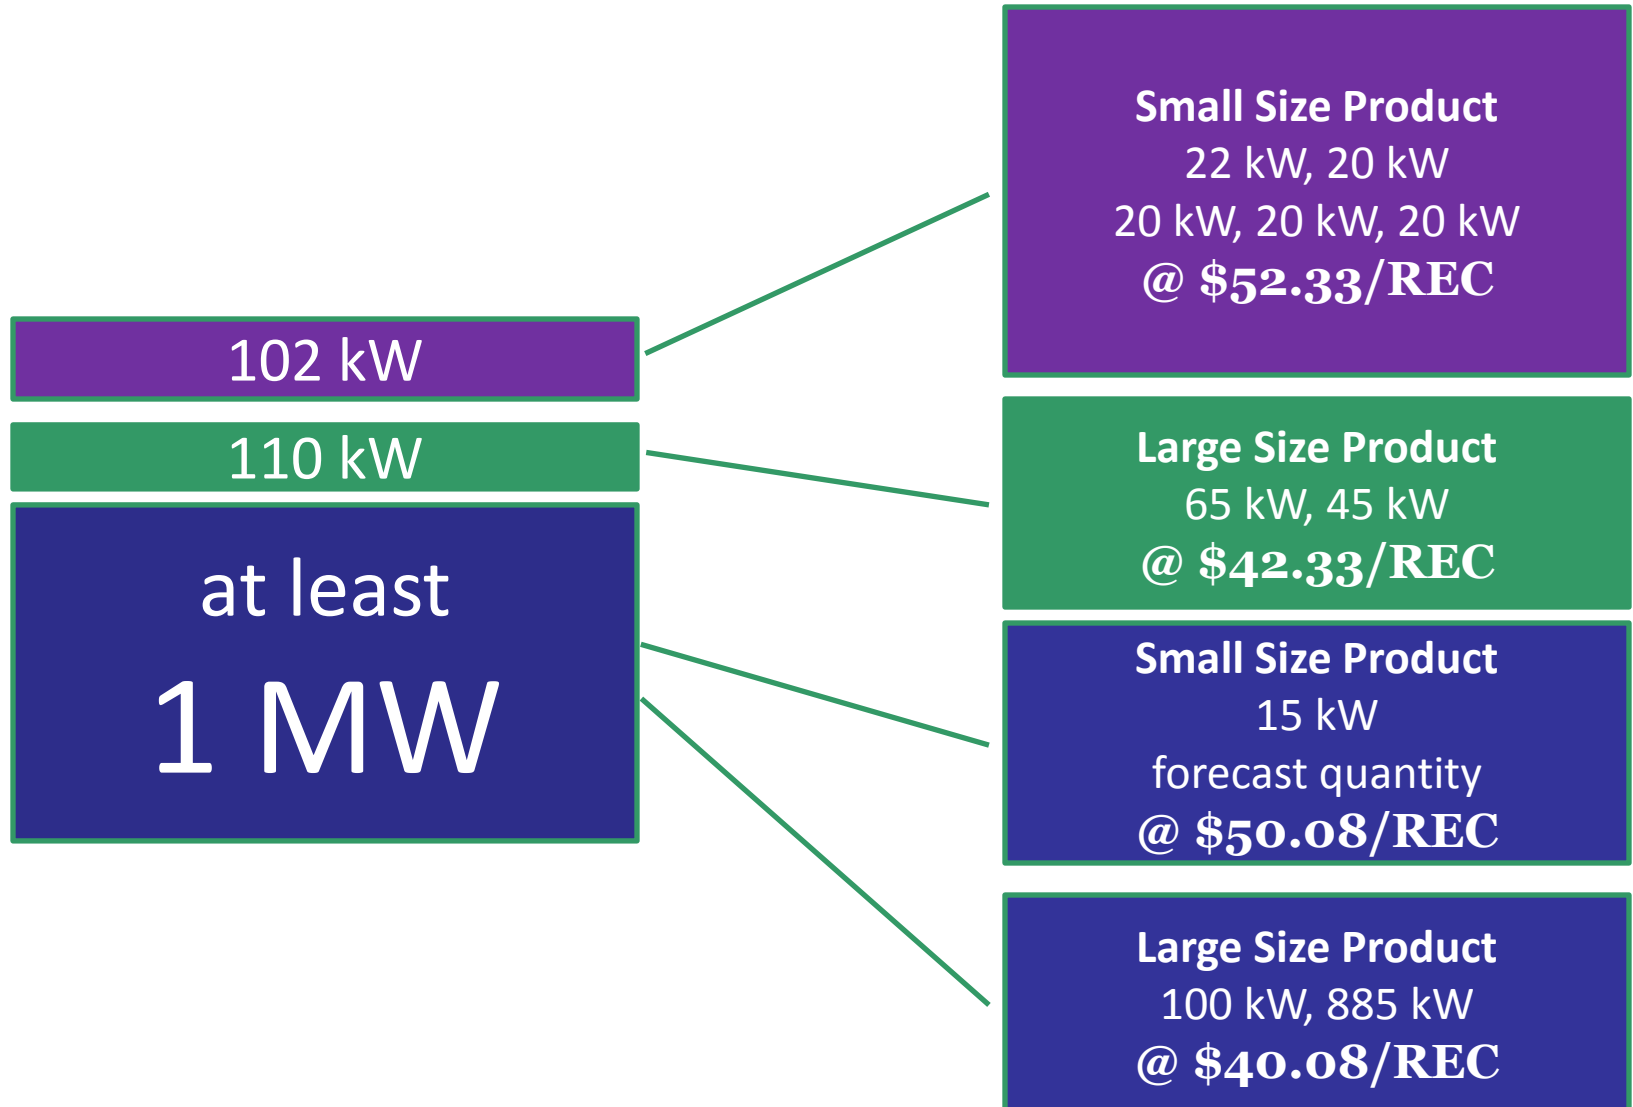 102 kW
110 kW
at least
1 MW
Small Size Product
22 kW, 20 kW
20 kW, 20 kW, 20 kW
@ $52.33/REC
Large Size Product
65 kW, 45 kW
@ $42.33/REC
Small Size Product
15 kW
forecast quantity
@ $50.08/REC
Large Size Product
100 kW, 885 kW
@ $40.08/REC